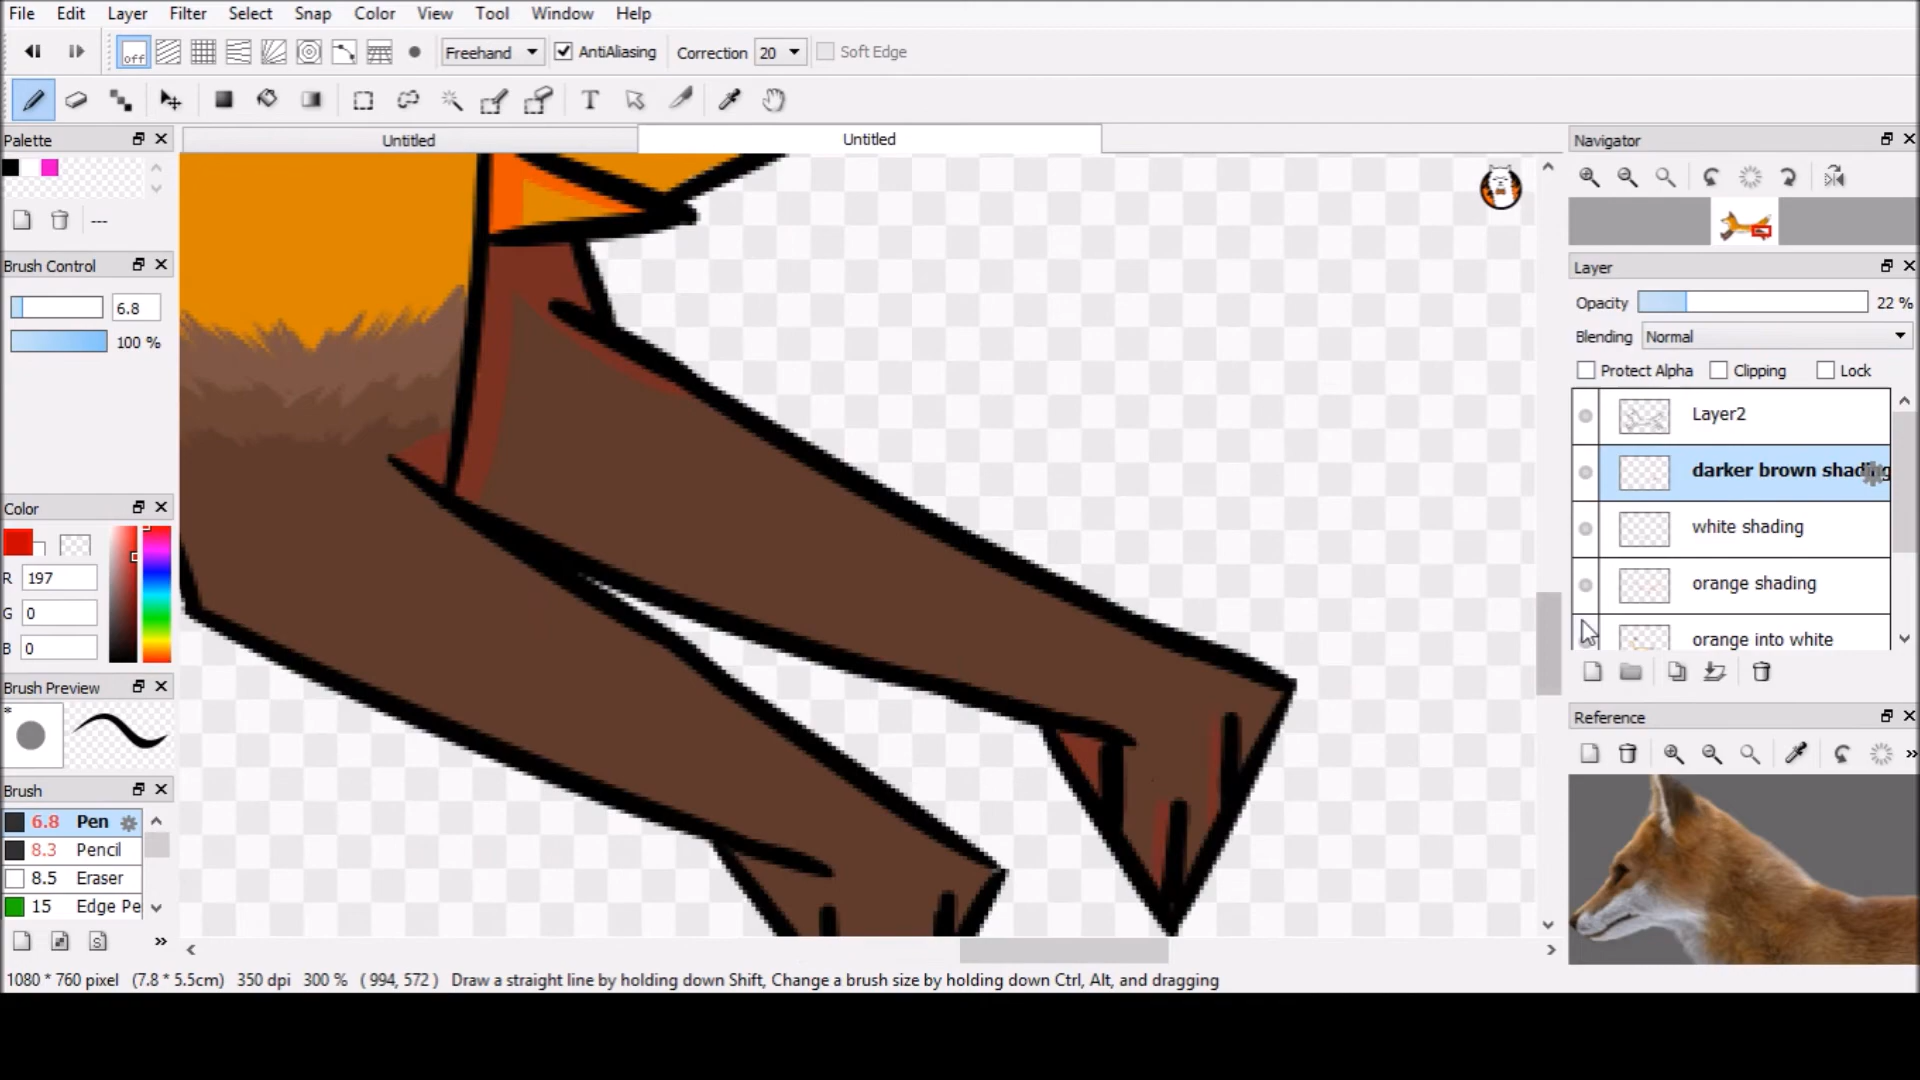 File Edit Layer Filter Select Snap Color View Tool Window Help
off Freehand AntiAliasing Correction 20 Soft Edge
T
Palette Untitled Untitled Navigator
---
Brush Control Layer
6.8 Opacity 22 %
100 % Blending Normal
Protect Alpha Clipping Lock
Layer2
darker brown shading
Color white shading
R 197 orange shading
G 0
B 0 orange into white
Brush Preview
Reference
*
Brush
6.8 Pen
8.3 Pencil
8.5 Eraser
15 Edge Pe
S »
1080 * 760 pixel (7.8 * 5.5cm) 350 dpi 300 % ( 994, 572 ) Draw a straight line by holding down Shift, Change a brush size by holding down Ctrl, Alt, and dragging